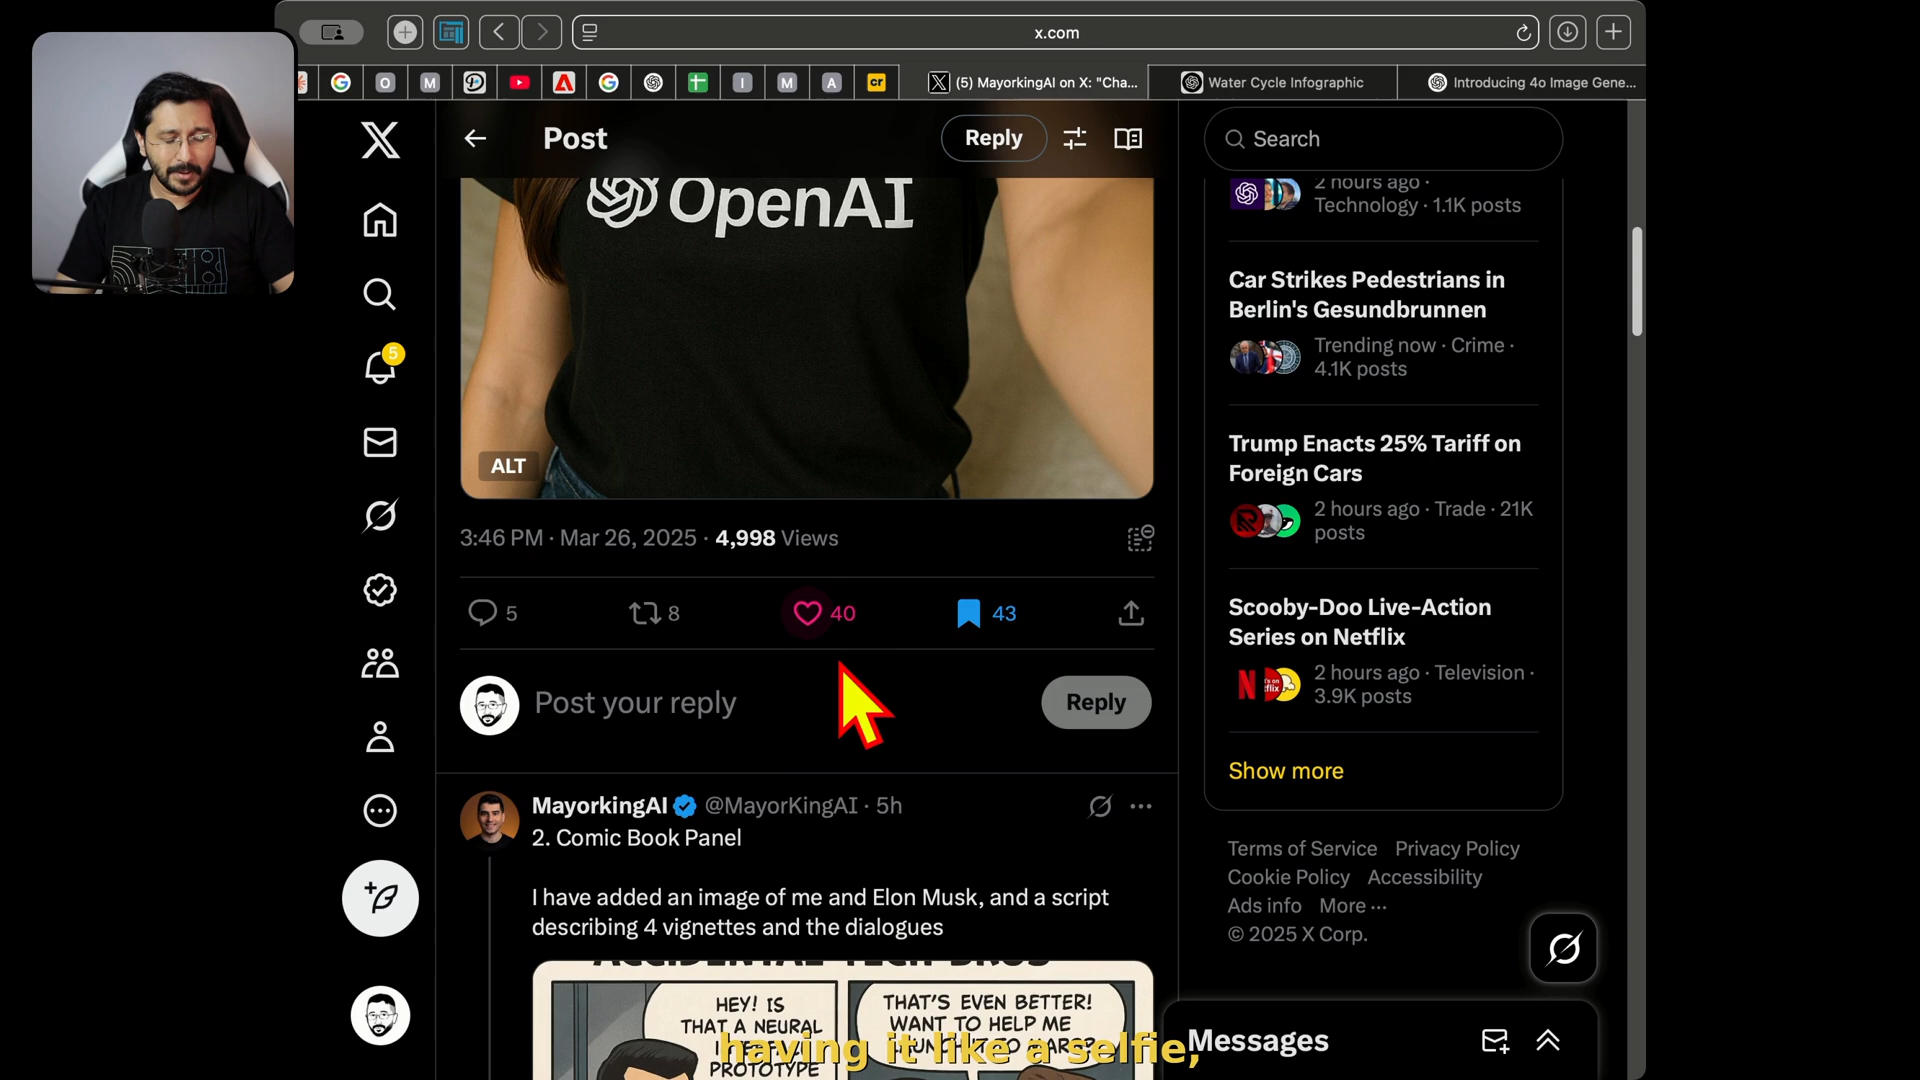 x.com
(5) MayorkingAI on X: "Cha...
Water Cycle Infographic
Introducing 4o Image Gene...
Post
Reply
Search
OpenAI
ALT
3:46 PM · Mar 26, 2025 · 4,998 Views
5
8
40
43
Post your reply
Reply
MayorkingAI @MayorKingAI · 5h
2. Comic Book Panel
I have added an image of me and Elon Musk, and a script
describing 4 vignettes and the dialogues
ACCIDENTAL TECH BROS
HEY! IS
THAT A NEURAL
PROTOTYPE
THAT'S EVEN BETTER!
WANT TO HELP ME
having it like a selfie,
5
2 hours ago ·
Technology · 1.1K posts
Car Strikes Pedestrians in
Berlin's Gesundbrunnen
Trending now · Crime ·
4.1K posts
Trump Enacts 25% Tariff on
Foreign Cars
2 hours ago · Trade · 21K
posts
Scooby-Doo Live-Action
Series on Netflix
2 hours ago · Television ·
3.9K posts
Show more
Terms of Service Privacy Policy
Cookie Policy Accessibility
Ads info More ···
© 2025 X Corp.
Messages